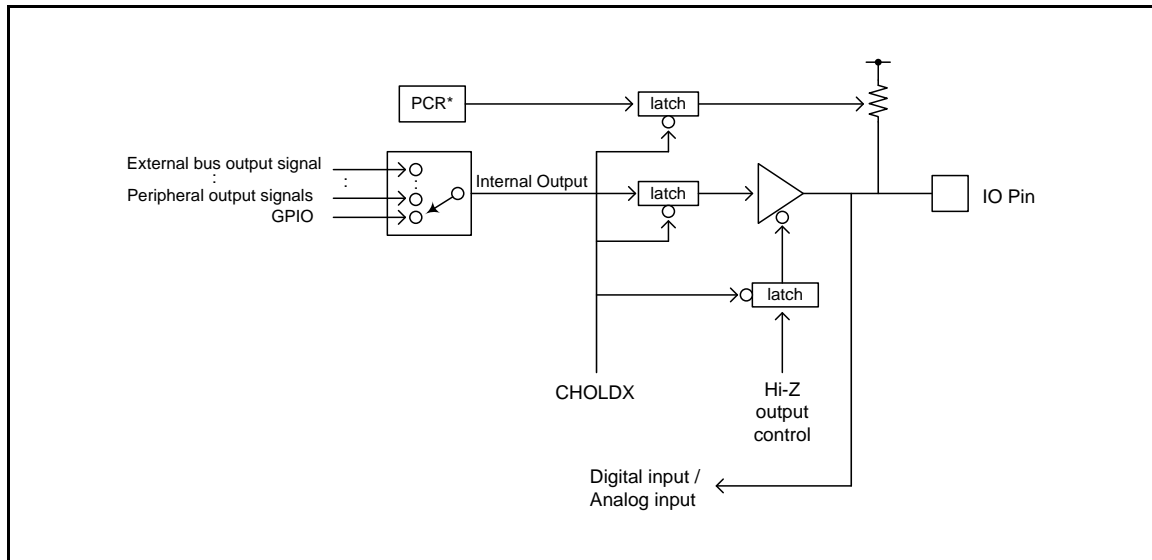 PCR*
latch
External bus output signal
Peripheral output signals
GPIO
Internal Output
latch
IO Pin
latch
CHOLDX
Hi-Z
output
control
Digital input /
Analog input